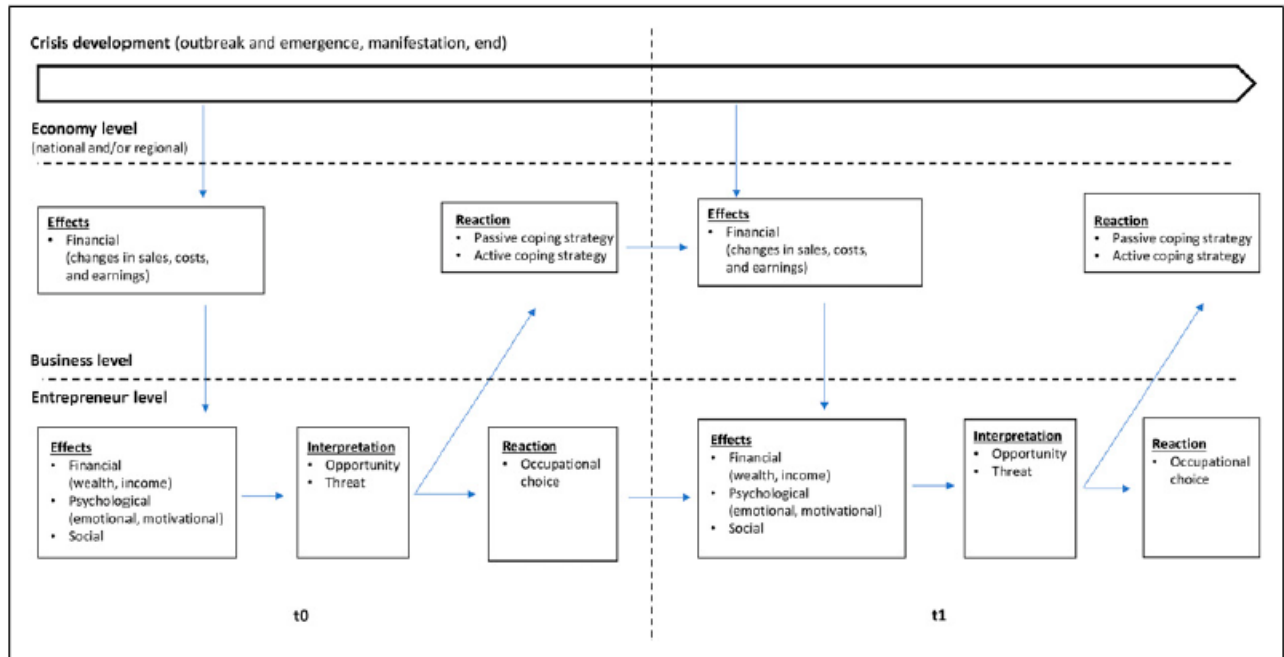 Crisis development (outbreak and emergence, manifestation, end)
Economy level
(national and/or regional)
Effects
• Financial
(changes in sales, costs,
and earnings)
Reaction
• Passive coping strategy
• Active coping strategy
Effects
• Financial
(changes in sales, costs,
and earnings)
Reaction
• Passive coping strategy
• Active coping strategy
Business level
Entrepreneur level
Effects
• Financial
(wealth, income)
• Psychological
(emotional, motivational)
• Social
Interpretation
• Opportunity
• Threat
Reaction
• Occupational
choice
Effects
• Financial
(wealth, income)
• Psychological
(emotional, motivational)
• Social
Interpretation
• Opportunity
• Threat
Reaction
• Occupational
choice
t0
t1